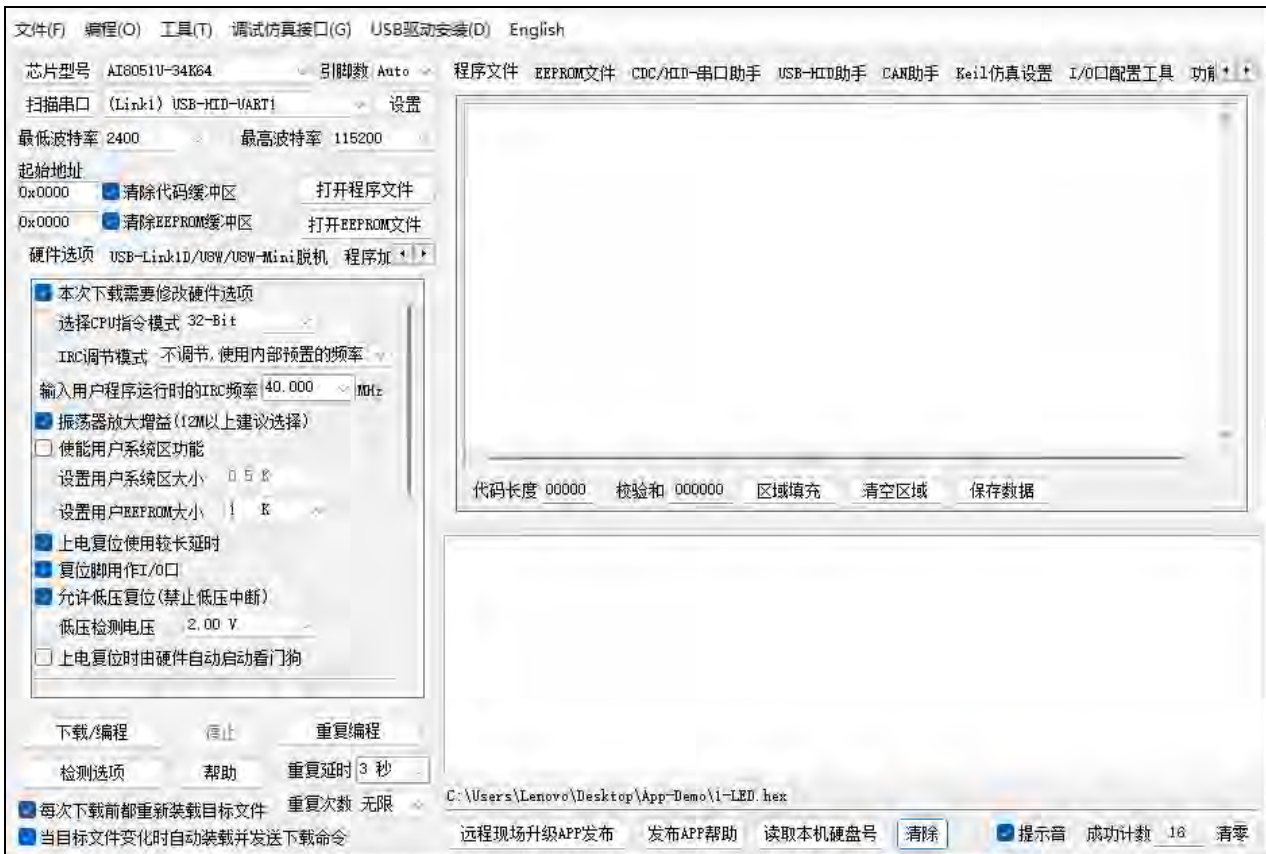 文件(F) 编程(O) 工具(T) 调试仿真接口(G) USB驱动安装(D) English
芯片型号 AI8051U-34K64 引脚数 Auto
扫描串口 (Link1) USB-HID-UART1 设置
最低波特率 2400 最高波特率 115200
起始地址
0x0000 清除代码缓冲区 打开程序文件
0x0000 清除EEPROM缓冲区 打开EEPROM文件
硬件选项 USB-Link1D/U8W/U8W-Mini脱机 程序加
本次下载需要修改硬件选项
选择CPU指令模式 32-Bit
IRC调节模式 不调节,使用内部预置的频率
输入用户程序运行时的IRC频率 40.000 MHz
振荡器放大增益(12M以上建议选择)
使能用户系统区功能
设置用户系统区大小 0.5 K
设置用户EEPROM大小 1 K
上电复位使用较长延时
复位脚用作I/O口
允许低压复位(禁止低压中断)
低压检测电压 2.00 V
上电复位时由硬件自动启动看门狗
下载/编程 停止 重复编程
检测选项 帮助 重复延时 3 秒
每次下载前都重新装载目标文件 重复次数 无限
当目标文件变化时自动装载并发送下载命令
程序文件 EEPROM文件 CDC/HID-串口助手 USB-HID助手 CAN助手 Keil仿真设置 I/O口配置工具 功能
代码长度 00000 校验和 000000 区域填充 清空区域 保存数据
C:\Users\Lenovo\Desktop\App-Demo\1-LED.hex
远程现场升级APP发布 发布APP帮助 读取本机硬盘号 清除 提示音 成功计数 16 清零